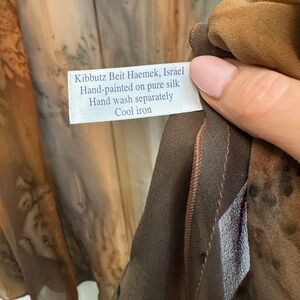 Kibbutz Beit Haemek, Israel
Hand-painted on pure silk
Hand wash separately
Cool iron